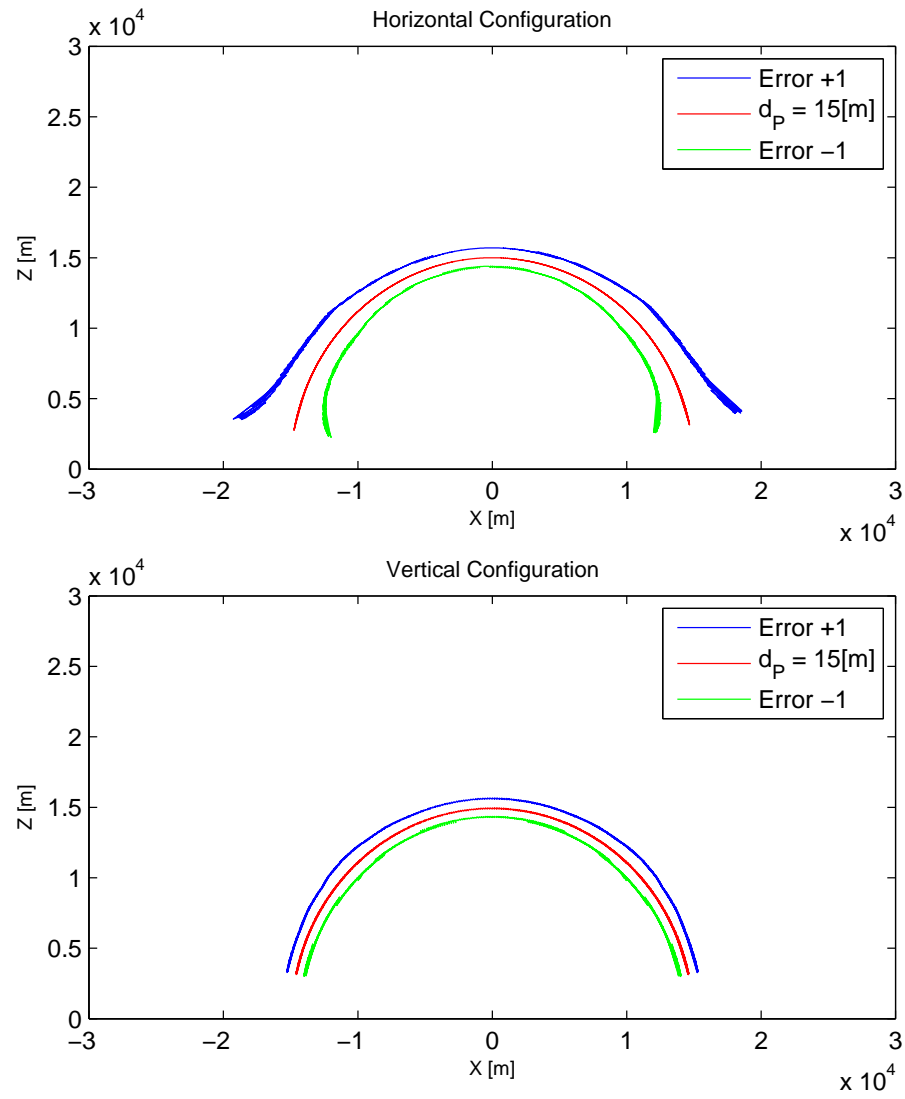 Horizontal Configuration
x 10^4
3
2.5
2
1.5
1
0.5
0
Z [m]
Error +1
d_P = 15[m]
Error −1
−3 −2 −1 0 1 2 3
X [m]
x 10^4
Vertical Configuration
x 10^4
3
2.5
2
1.5
1
0.5
0
Z [m]
Error +1
d_P = 15[m]
Error −1
−3 −2 −1 0 1 2 3
X [m]
x 10^4